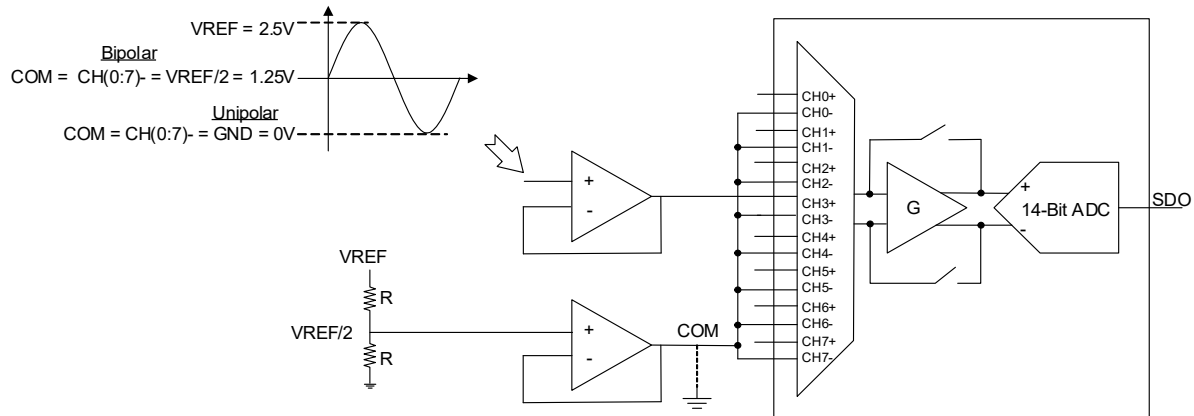 VREF = 2.5V
Bipolar
COM = CH(0:7)- = VREF/2 = 1.25V
Unipolar
COM = CH(0:7)- = GND = 0V
+
-
VREF
R
VREF/2
R
+
-
COM
CH0+
CH0-
CH1+
CH1-
CH2+
CH2-
CH3+
CH3-
CH4+
CH4-
CH5+
CH5-
CH6+
CH6-
CH7+
CH7-
G
+
14-Bit ADC
-
SDO